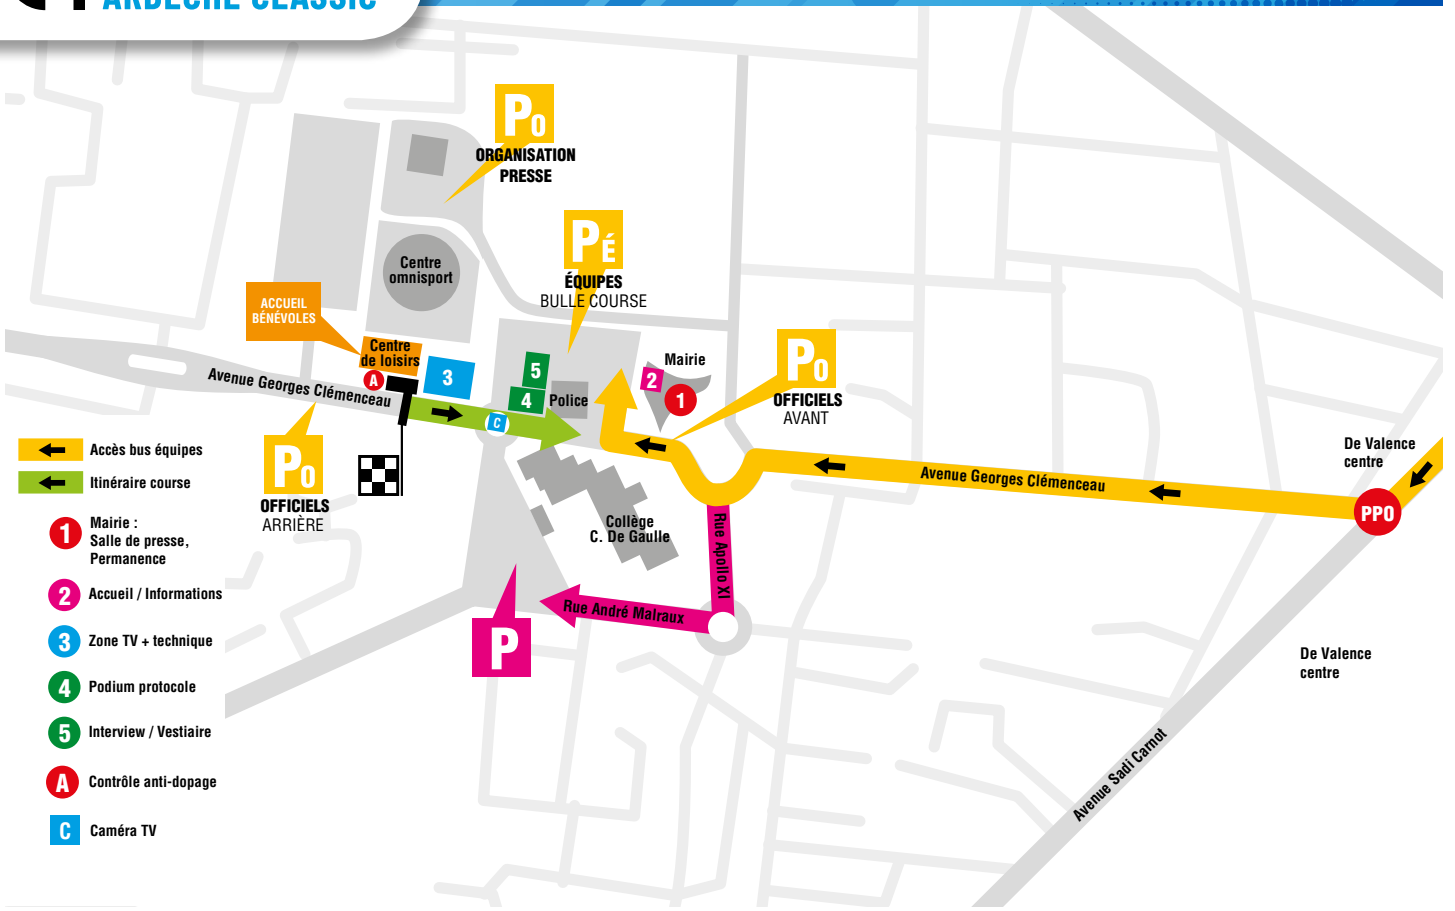 ARDÈCHE CLASSIC
PO
ORGANISATION
PRESSE
PÉ
ÉQUIPES
BULLE COURSE
Centre
omnisport
ACCUEIL
BÉNÉVOLES
Centre
de loisirs
A
3
5
4
Police
Mairie
2
1
PO
OFFICIELS
AVANT
Avenue Georges Clémenceau
C
PO
OFFICIELS
ARRIÈRE
Avenue Georges Clémenceau
De Valence
centre
PPO
Collège
C. De Gaulle
Rue Apollo XI
Rue André Malraux
P
De Valence
centre
Avenue Sadi Carnot
Accès bus équipes
Itinéraire course
1 Mairie :
Salle de presse,
Permanence
2 Accueil / Informations
3 Zone TV + technique
4 Podium protocole
5 Interview / Vestiaire
A Contrôle anti-dopage
C Caméra TV